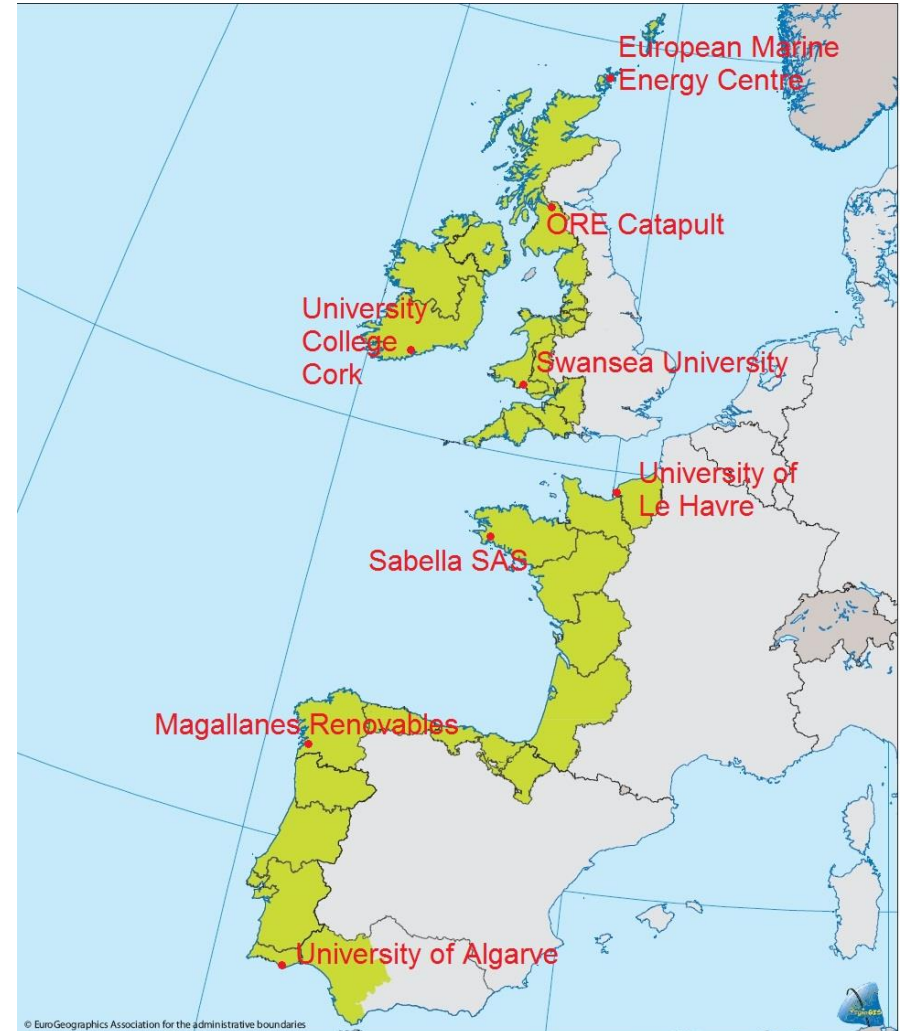 European Marine
Energy Centre
ORE Catapult
University
College
Cork
Swansea University
University of
Le Havre
Sabella SAS
Magallanes Renovables
University of Algarve
© EuroGeographics Association for the administrative boundaries